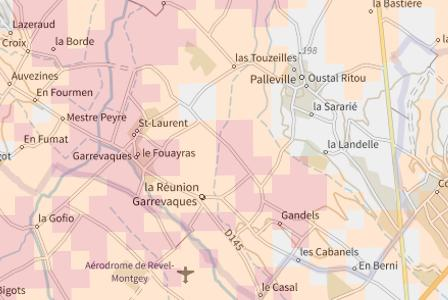 la Bastière
Lazeraud
Croix
la Borde
198
las Touzeilles
Auvezines
Palleville
Oustal Ritou
En Fourmen
la Sararié
Mestre Peyre
St-Laurent
En Fumat
la Landelle
Garrevaques
le Fouayras
la Réunion
Garrevaques
la Gofio
Gandels
D145
les Cabanels
Aérodrome de Revel-
Montgey
En Berni
Bigots
le Casal